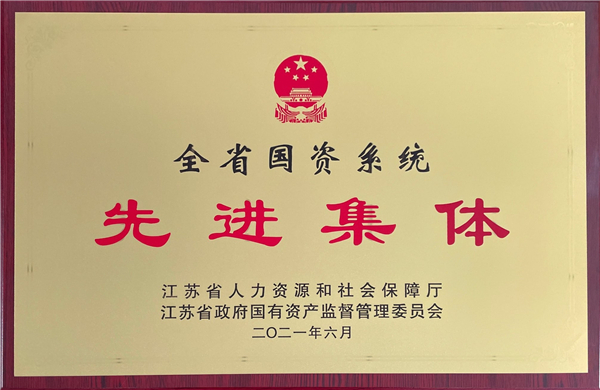 全省国资系统
先进集体
江苏省人力资源和社会保障厅
江苏省政府国有资产监督管理委员会
二〇二一年六月